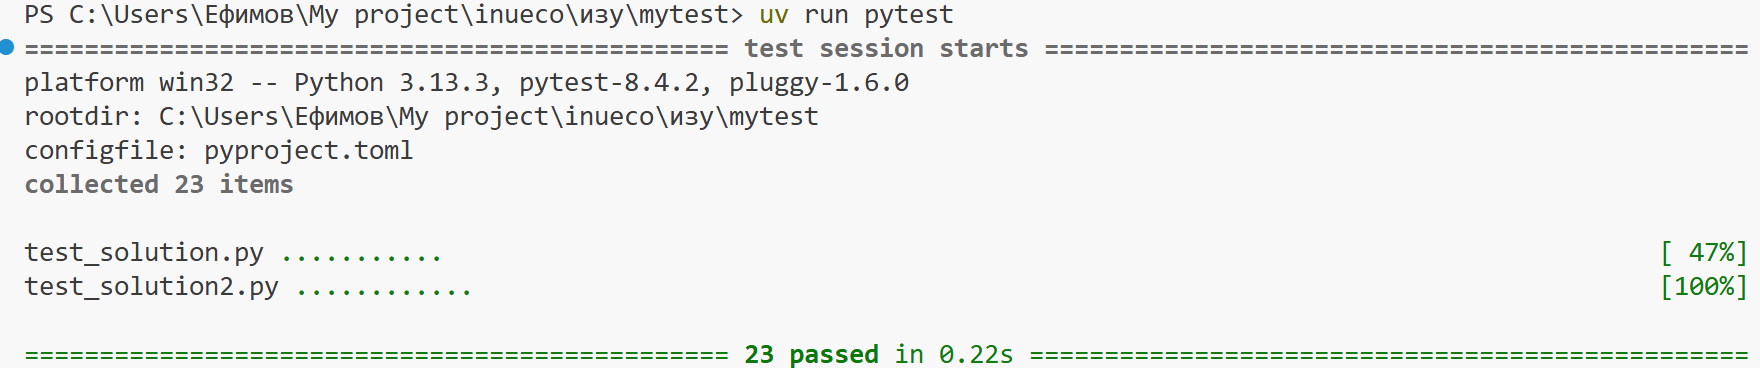 PS C:\Users\Ефимов\My project\inueco\изу\mytest> uv run pytest
=============================================== test session starts ===============================================
platform win32 -- Python 3.13.3, pytest-8.4.2, pluggy-1.6.0
rootdir: C:\Users\Ефимов\My project\inueco\изу\mytest
configfile: pyproject.toml
collected 23 items
test_solution.py ........... [ 47%]
test_solution2.py ............ [100%]
=============================================== 23 passed in 0.22s ================================================